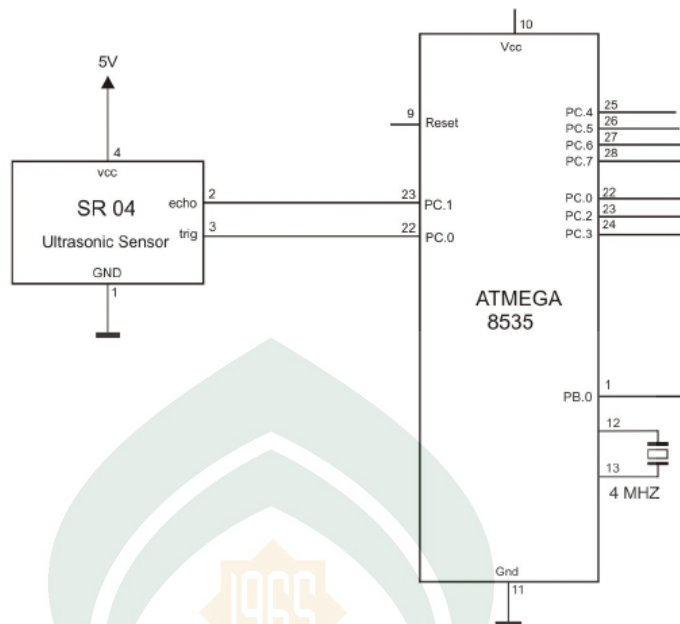 10
Vcc
5V
9
Reset
PC.4
25
PC.5
26
PC.6
27
PC.7
28
4
vcc
SR 04
echo
2
23
PC.1
PC.0
22
Ultrasonic Sensor
trig
3
22
PC.0
PC.2
23
PC.3
24
GND
1
ATMEGA
8535
PB.0
1
12
13
4 MHZ
Gnd
11
1965